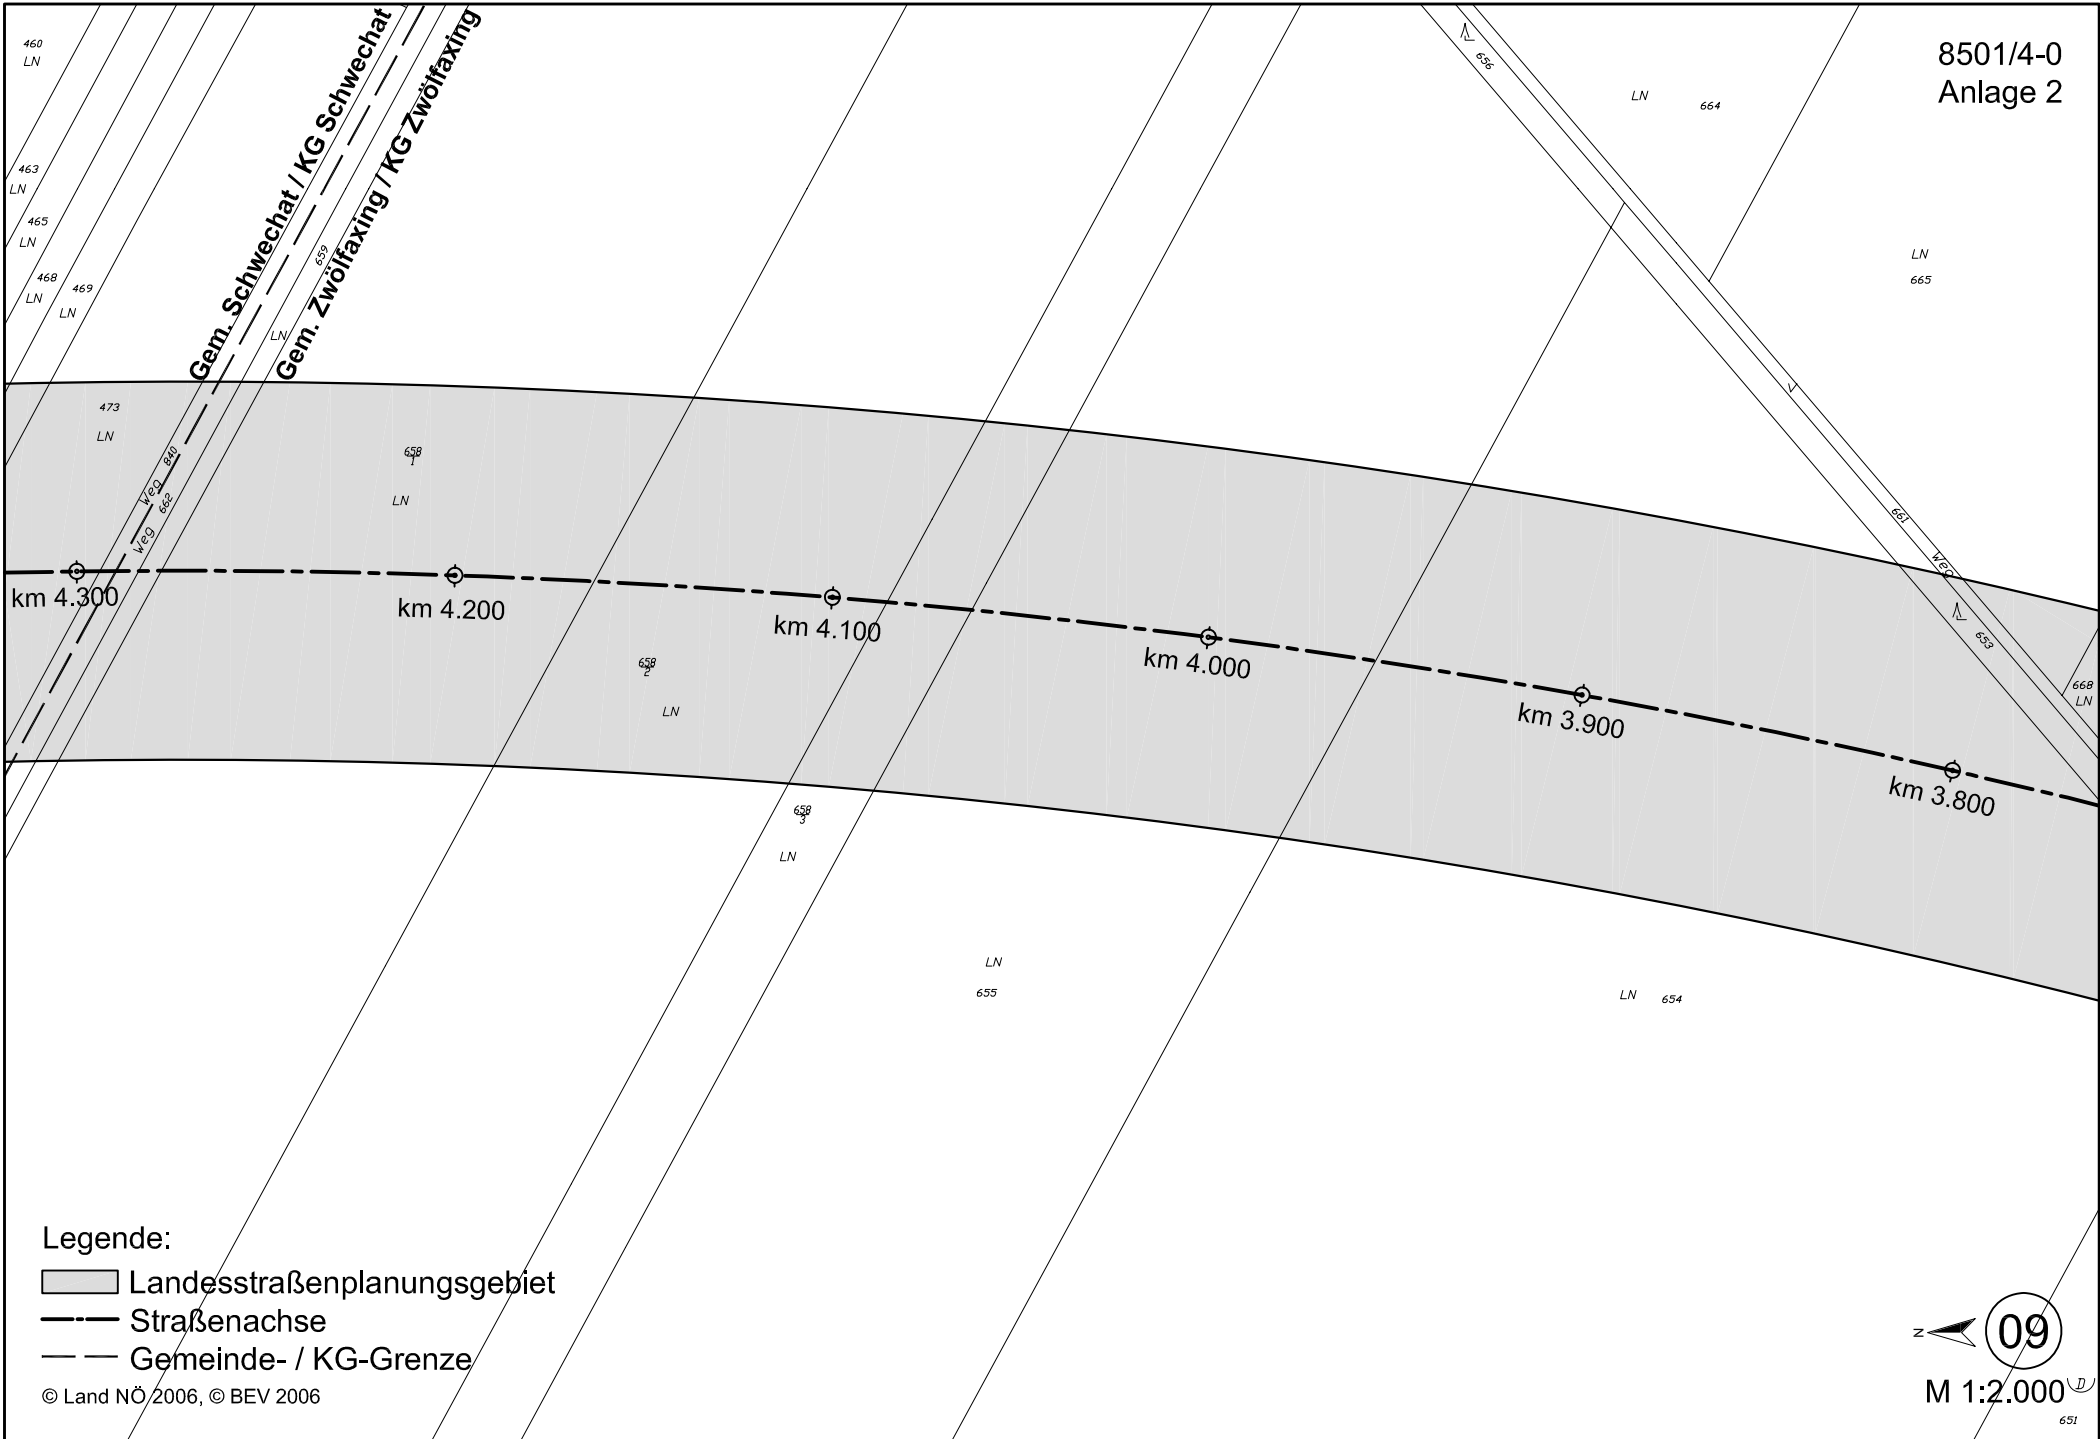 8501/4-0
Anlage 2
460
LN
463
LN
465
LN
468
LN
469
LN
Gem. Schwechat / KG Schwechat
659
LN
Gem. Zwölfaxing / KG Zwölfaxing
656
LN 664
LN
665
473
LN
Weg 840
Weg 662
658
1
LN
661
Weg
653
668
LN
km 4.300
km 4.200
km 4.100
km 4.000
km 3.900
km 3.800
658
2
LN
658
3
LN
LN
655
LN 654
Legende:
Landesstraßenplanungsgebiet
Straßenachse
Gemeinde- / KG-Grenze
© Land NÖ 2006, © BEV 2006
N
09
M 1:2.000
D
651